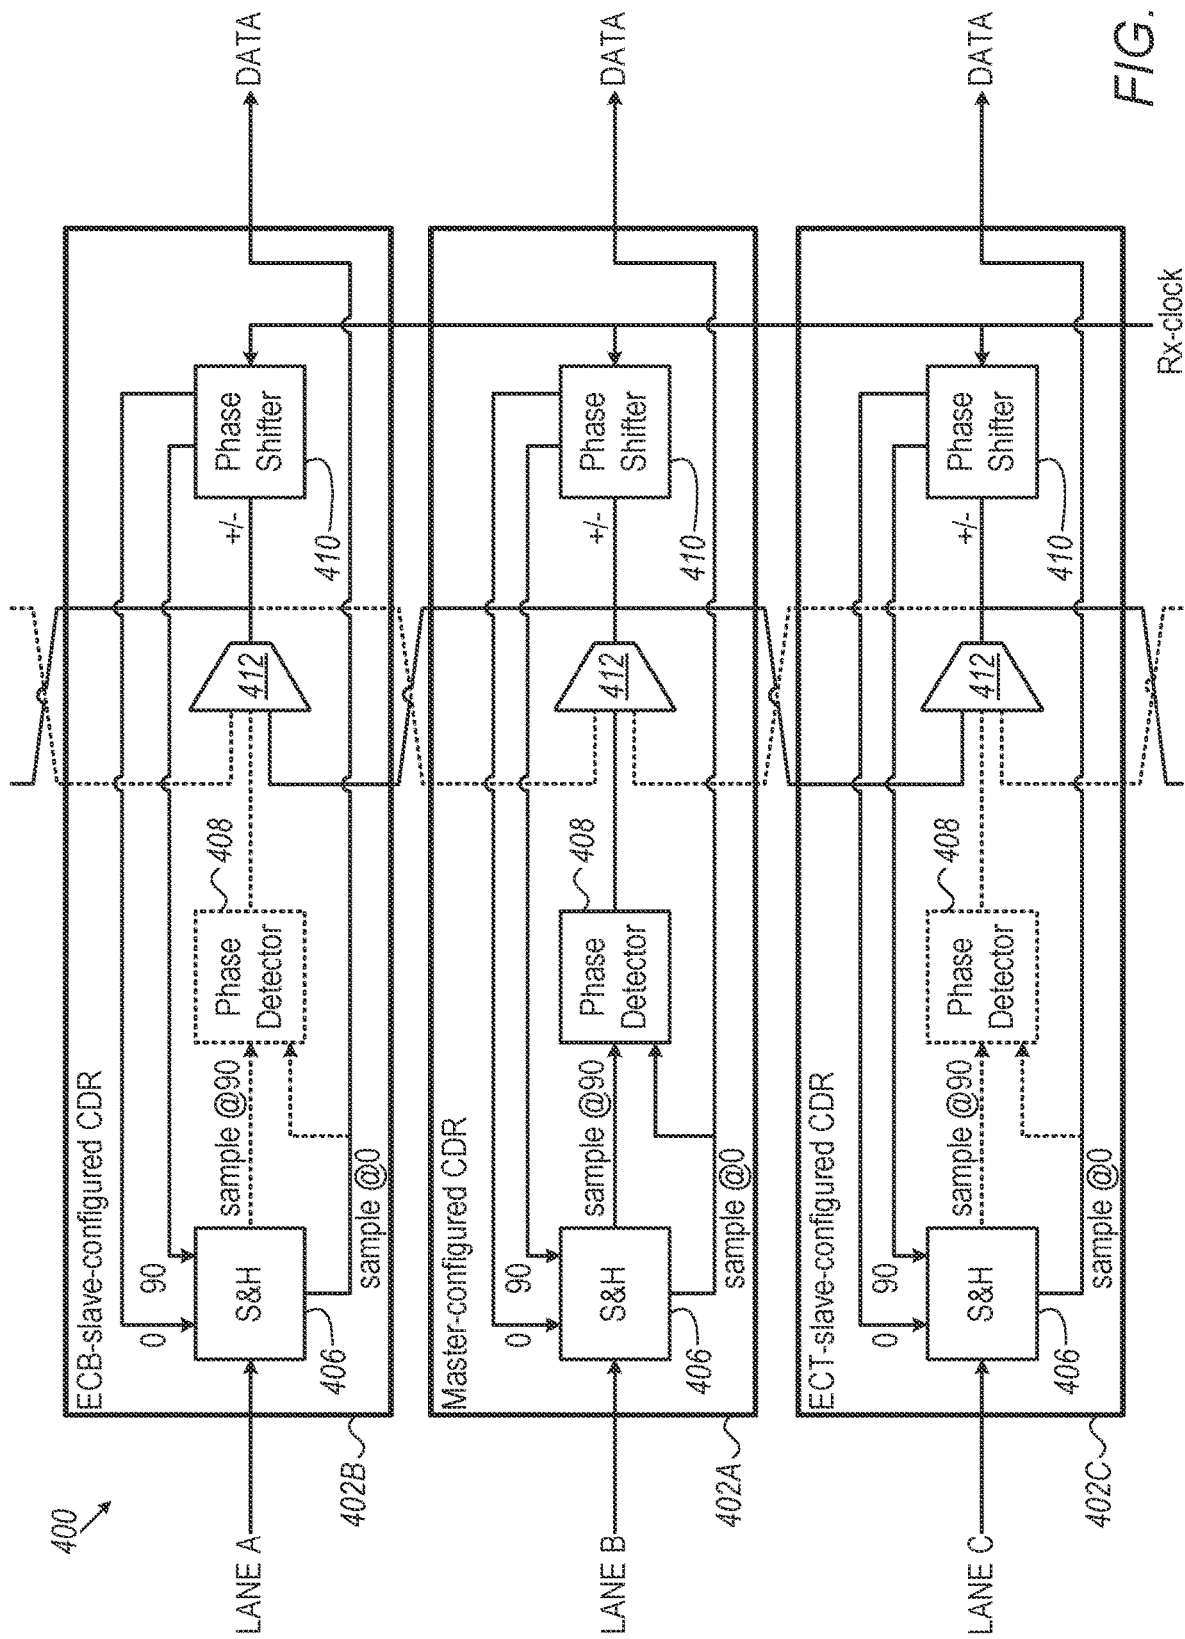 400
ECB-slave-configured CDR
402B
LANE A
S&H
406
0
90
sample @90
sample @0
Phase
Detector
408
412
+/-
Phase
Shifter
410
DATA
Master-configured CDR
402A
LANE B
S&H
406
0
90
sample @90
sample @0
Phase
Detector
408
412
+/-
Phase
Shifter
410
DATA
ECT-slave-configured CDR
402C
LANE C
S&H
406
0
90
sample @90
sample @0
Phase
Detector
408
412
+/-
Phase
Shifter
410
DATA
Rx-clock
FIG.